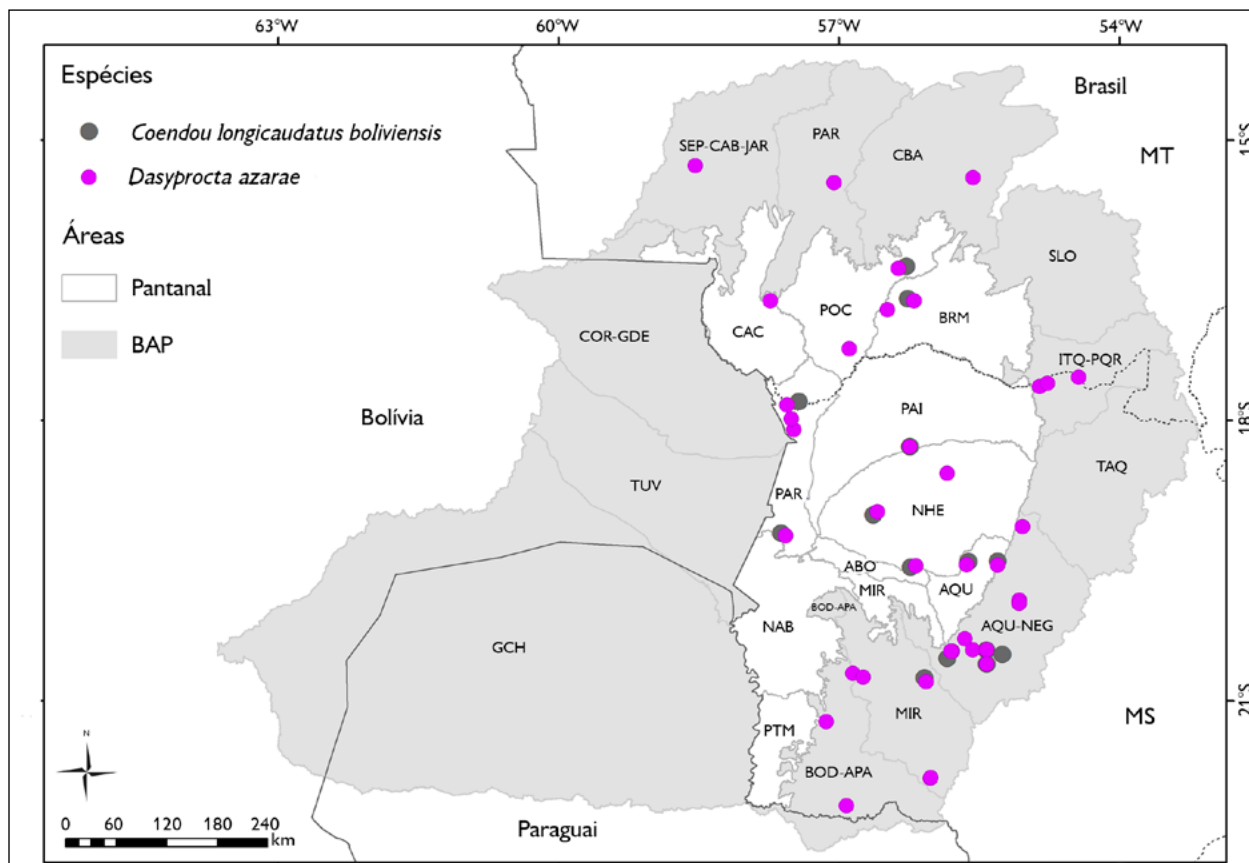 63°W 60°W 57°W 54°W
Espécies
Coendou longicaudatus boliviensis
Dasyprocta azarae
Áreas
Pantanal
BAP
Brasil
MT
15°S
SEP-CAB-JAR
PAR
CBA
SLO
POC
BRM
CAC
COR-GDE
ITQ-PQR
Bolívia
PAI
18°S
TAQ
TUV
PAR
NHE
ABO
MIR
AQU
BOD-APA
AQU-NEG
NAB
GCH
MIR
21°S
MS
PTM
BOD-APA
N
Paraguai
0 30 60 120 180 240
km